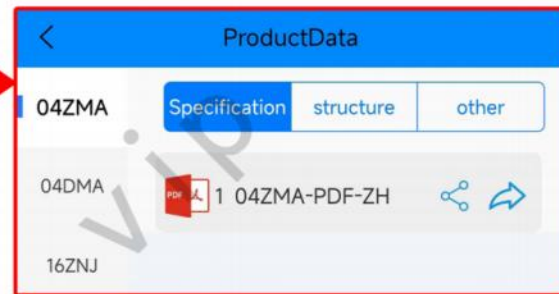 ProductData
04ZMA
Specification structure other
04DMA
PDF 1 04ZMA-PDF-ZH
16ZNJ
vip